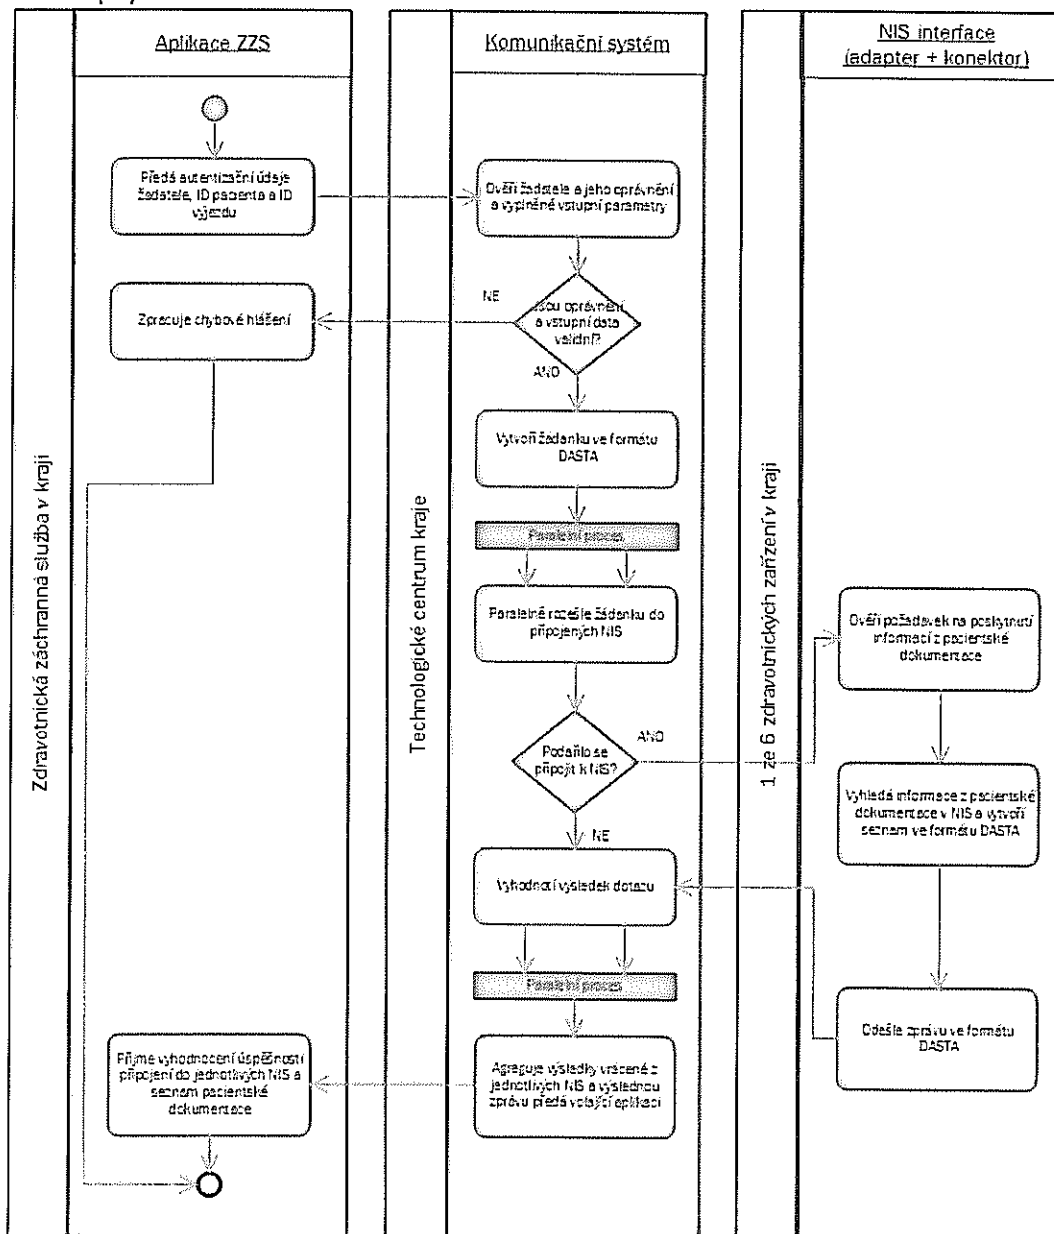 Aplikace ZZS
Komunikační systém
NIS interface
(adapter + konektor)
Zdravotnická záchranná služba v kraji
Technologické centrum kraje
1 ze 6 zdravotnických zařízení v kraji
Předá autentizační údaje
žadatele, ID pacienta a ID
výjezdu
Ověří žadatele a jeho oprávnění
a vyplněné vstupní parametry
NE
Jsou oprávnění
a vstupní data
validní?
Zpracuje chybové hlášení
ANO
Vytvoří žádanku ve formátu
DASTA
Paralelní proces
Paralelně rozešle žádanku do
připojených NIS
Ověří požadavek na poskytnutí
informací z pacientské
dokumentace
Podařilo se
připojit k NIS?
ANO
NE
Vyhledá informace z pacientské
dokumentace v NIS a vytvoří
seznam ve formátu DASTA
Vyhodnotí výsledek dotazu
Paralelní proces
Odešle zprávu ve formátu
DASTA
Přijme vyhodnocení úspěšností
připojení do jednotlivých NIS a
seznam pacientské
dokumentace
Agreguje výsledky vrácené z
jednotlivých NIS a výslednou
zprávu předá volající aplikaci